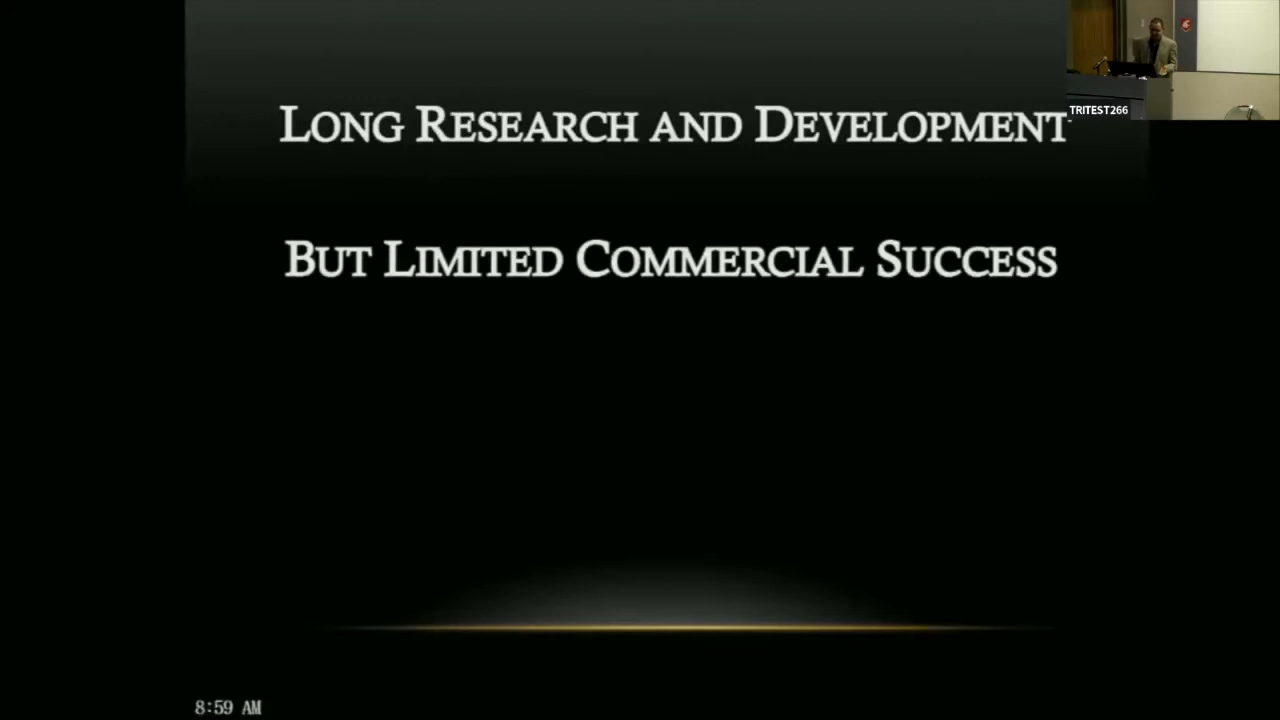 LONG RESEARCH AND DEVELOPMENT
BUT LIMITED COMMERCIAL SUCCESS
TRITEST266
8:59 AM